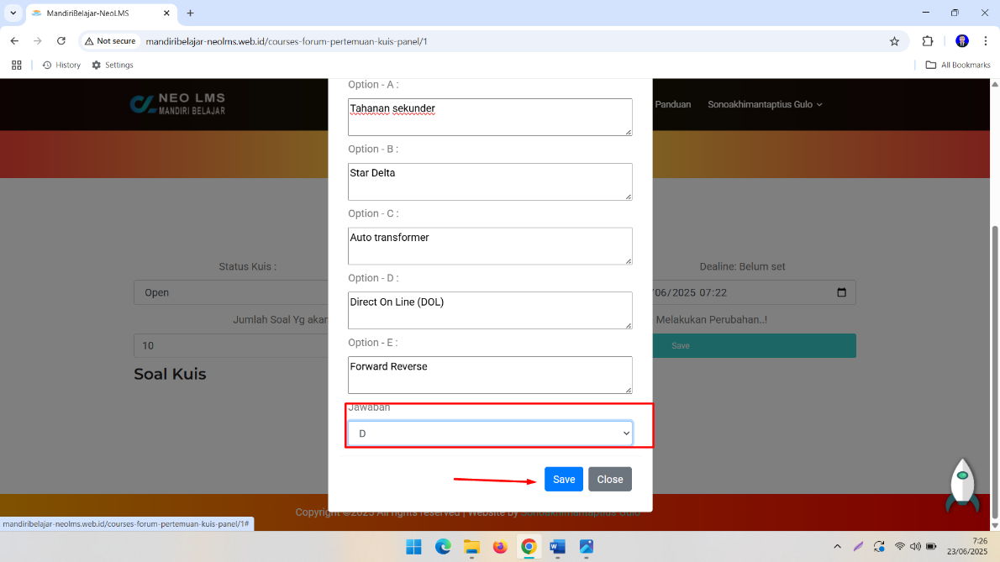 MandiriBelajar-NeoLMS
Not secure
mandiribelajar-neolms.web.id/courses-forum-pertemuan-kuis-panel/1
History
Settings
All Bookmarks
NEO LMS
MANDIRI BELAJAR
Panduan
Sonoakhimantaptius Gulo
Option - A :
Tahanan sekunder
Option - B :
Star Delta
Option - C :
Auto transformer
Status Kuis :
Dealine: Belum set
Option - D :
Open
/06/2025 07:22
Direct On Line (DOL)
Jumlah Soal Yg akan
Melakukan Perubahan..!
Option - E :
10
Save
Forward Reverse
Soal Kuis
Jawaban
D
Save
Close
Copyright ©2025 All rights reserved | Website by Sonoakhimantaptius Gulo
mandiribelajar-neolms.web.id/courses-forum-pertemuan-kuis-panel/1#
7:26
23/06/2025